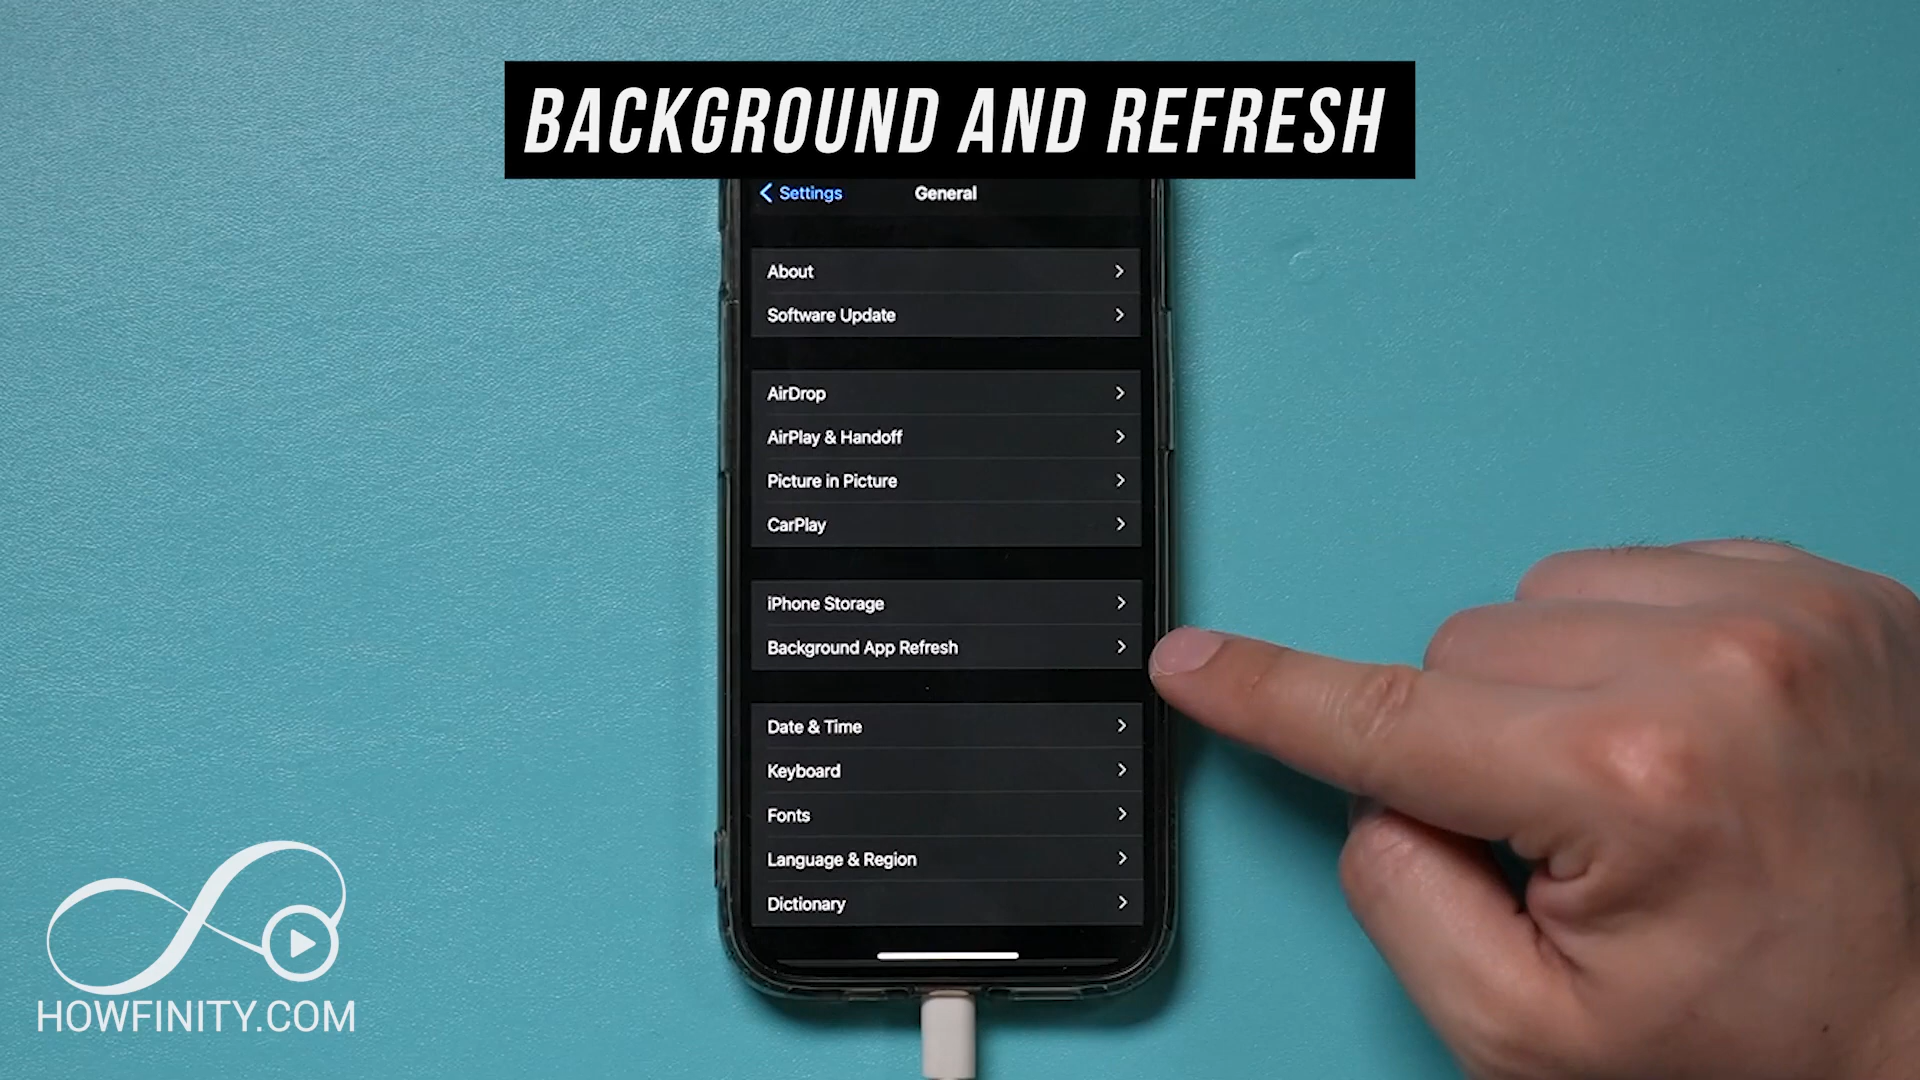 BACKGROUND AND REFRESH
Settings
General
About
Software Update
AirDrop
AirPlay & Handoff
Picture in Picture
CarPlay
iPhone Storage
Background App Refresh
Date & Time
Keyboard
Fonts
Language & Region
Dictionary
HOWFINITY.COM